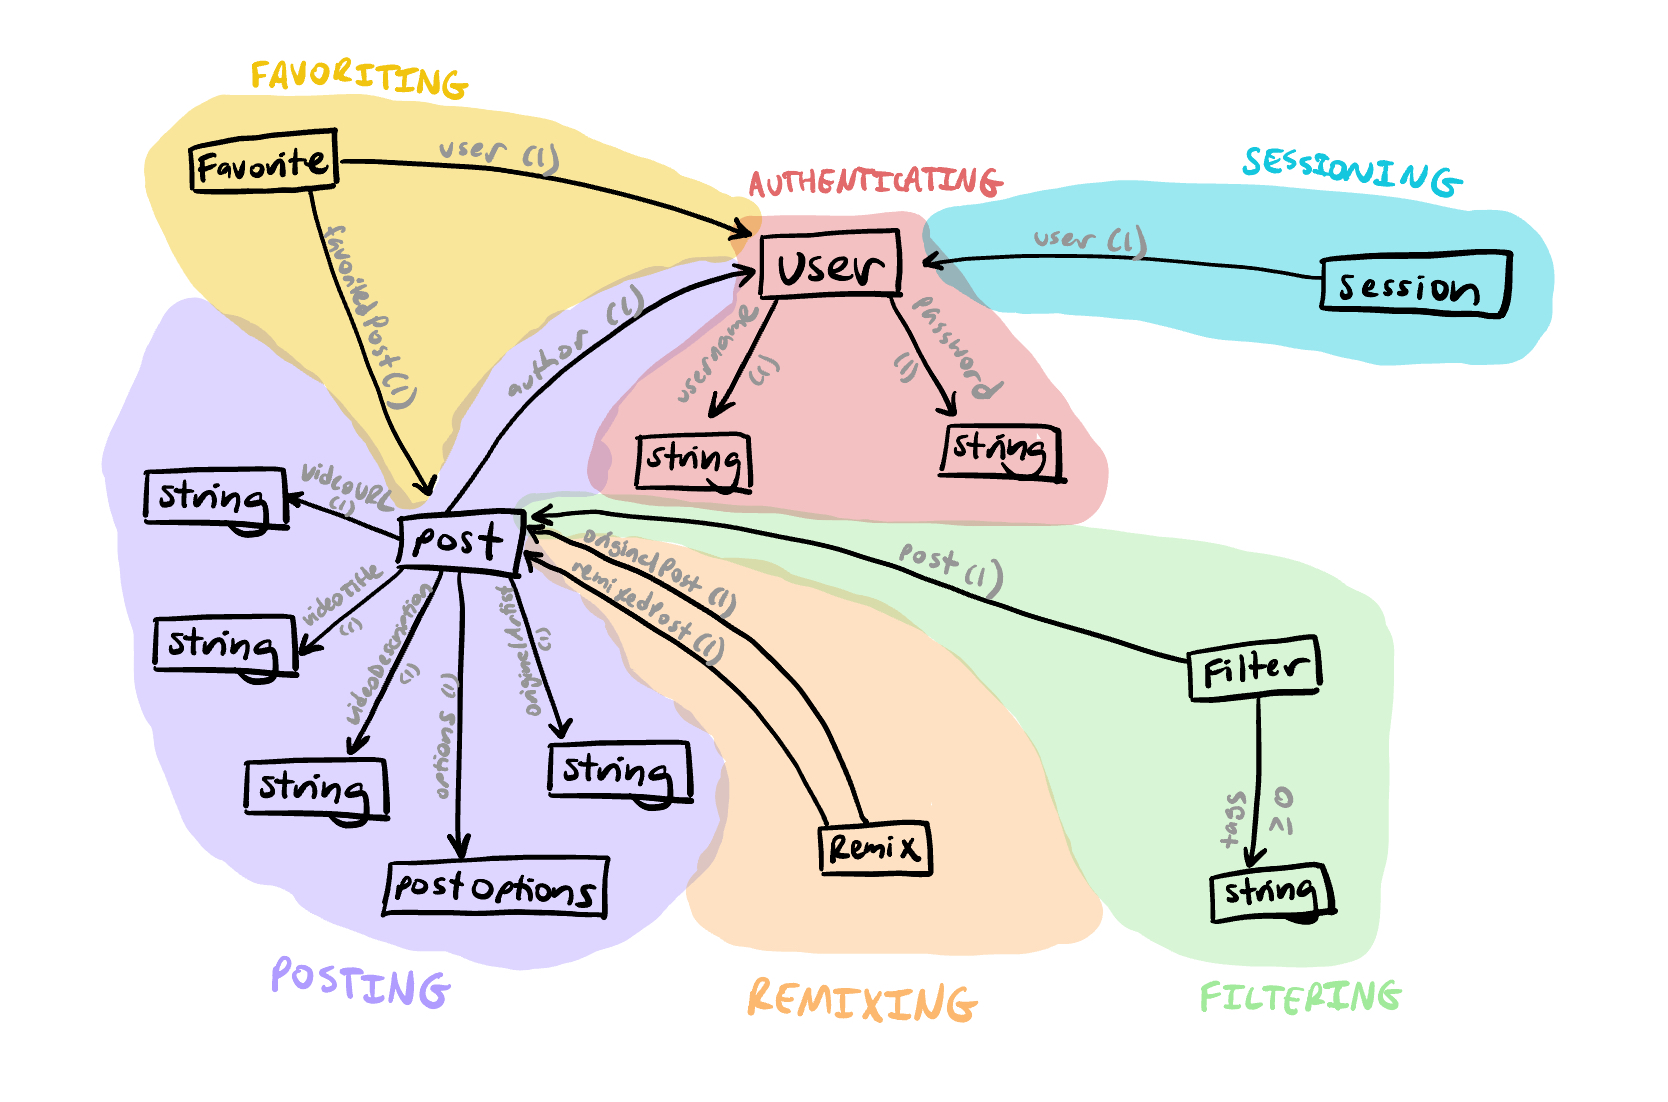 FAVORITING
Favorite
user (1)
favoritedPost (1)
AUTHENTICATING
User
username
(1)
password
(1)
string
string
SESSIONING
user (1)
session
author (1)
string
videoURL
(1)
post
string
videoTitle
(1)
videoDescription
(1)
string
options (1)
postOptions
originalArtist
(1)
string
POSTING
originalPost (1)
remixedPost (1)
Remix
REMIXING
post (1)
Filter
tags
≥ 0
string
FILTERING